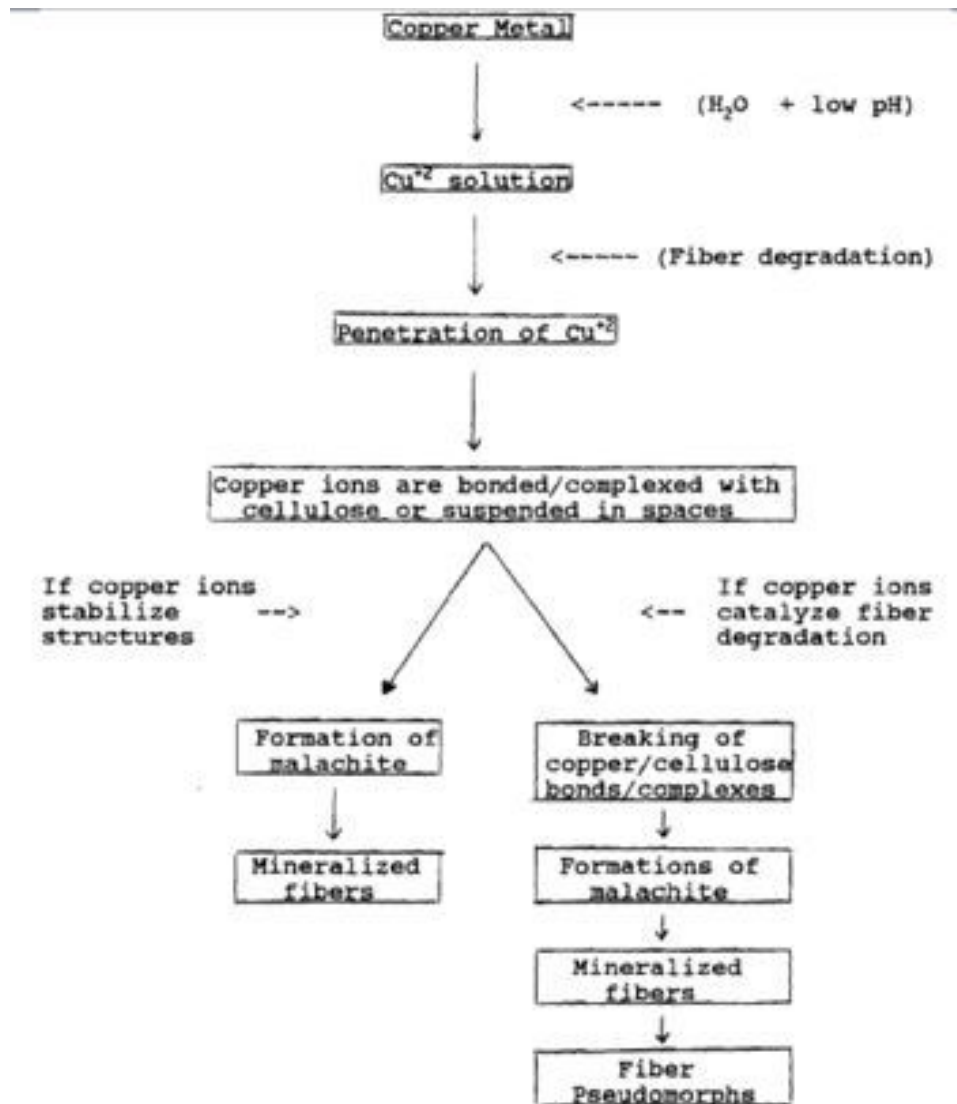 Copper Metal
<----- (H₂O + low pH)
Cu⁺² solution
<----- (Fiber degradation)
Penetration of Cu⁺²
Copper ions are bonded/complexed with
cellulose or suspended in spaces
If copper ions
stabilize -->
structures
If copper ions
<-- catalyze fiber
degradation
Formation of
malachite
Mineralized
fibers
Breaking of
copper/cellulose
bonds/complexes
Formations of
malachite
Mineralized
fibers
Fiber
Pseudomorphs